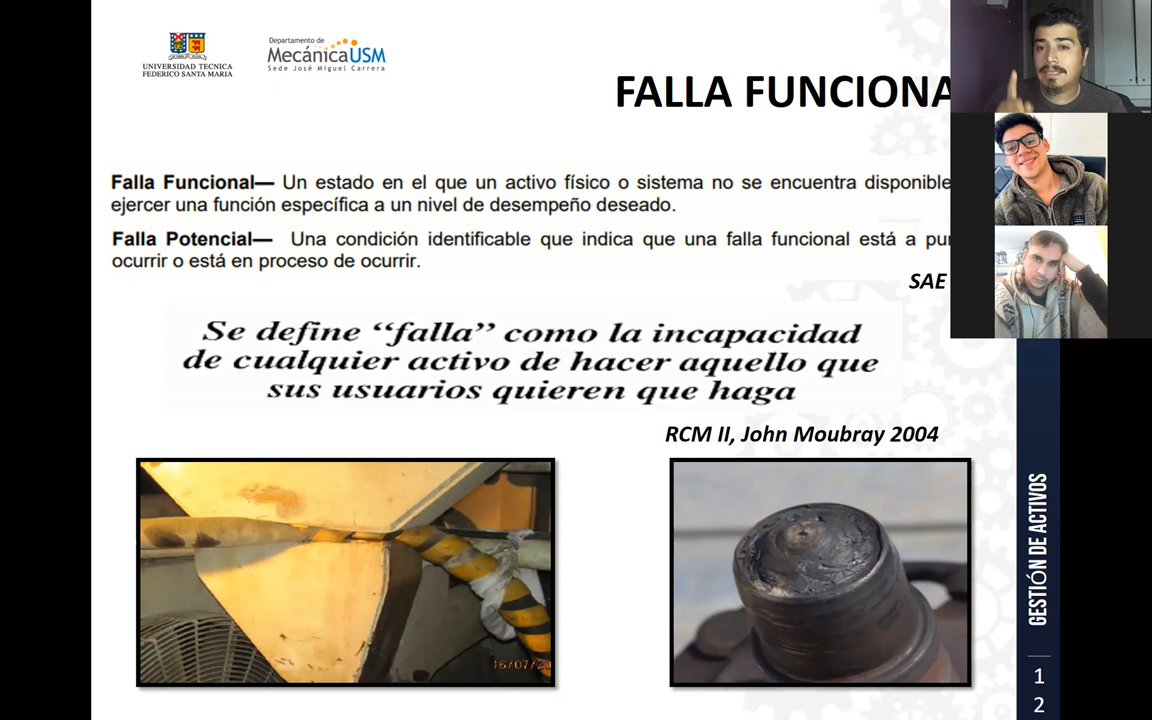 UNIVERSIDAD TECNICA
FEDERICO SANTA MARIA
Departamento de
MecánicaUSM
Sede José Miguel Carrera
FALLA FUNCIONA
Falla Funcional— Un estado en el que un activo físico o sistema no se encuentra disponible
ejercer una función específica a un nivel de desempeño deseado.
Falla Potencial— Una condición identificable que indica que una falla funcional está a pu
ocurrir o está en proceso de ocurrir.
SAE
Se define “falla” como la incapacidad
de cualquier activo de hacer aquello que
sus usuarios quieren que haga
RCM II, John Moubray 2004
16/07/20
GESTIÓN DE ACTIVOS
1
2